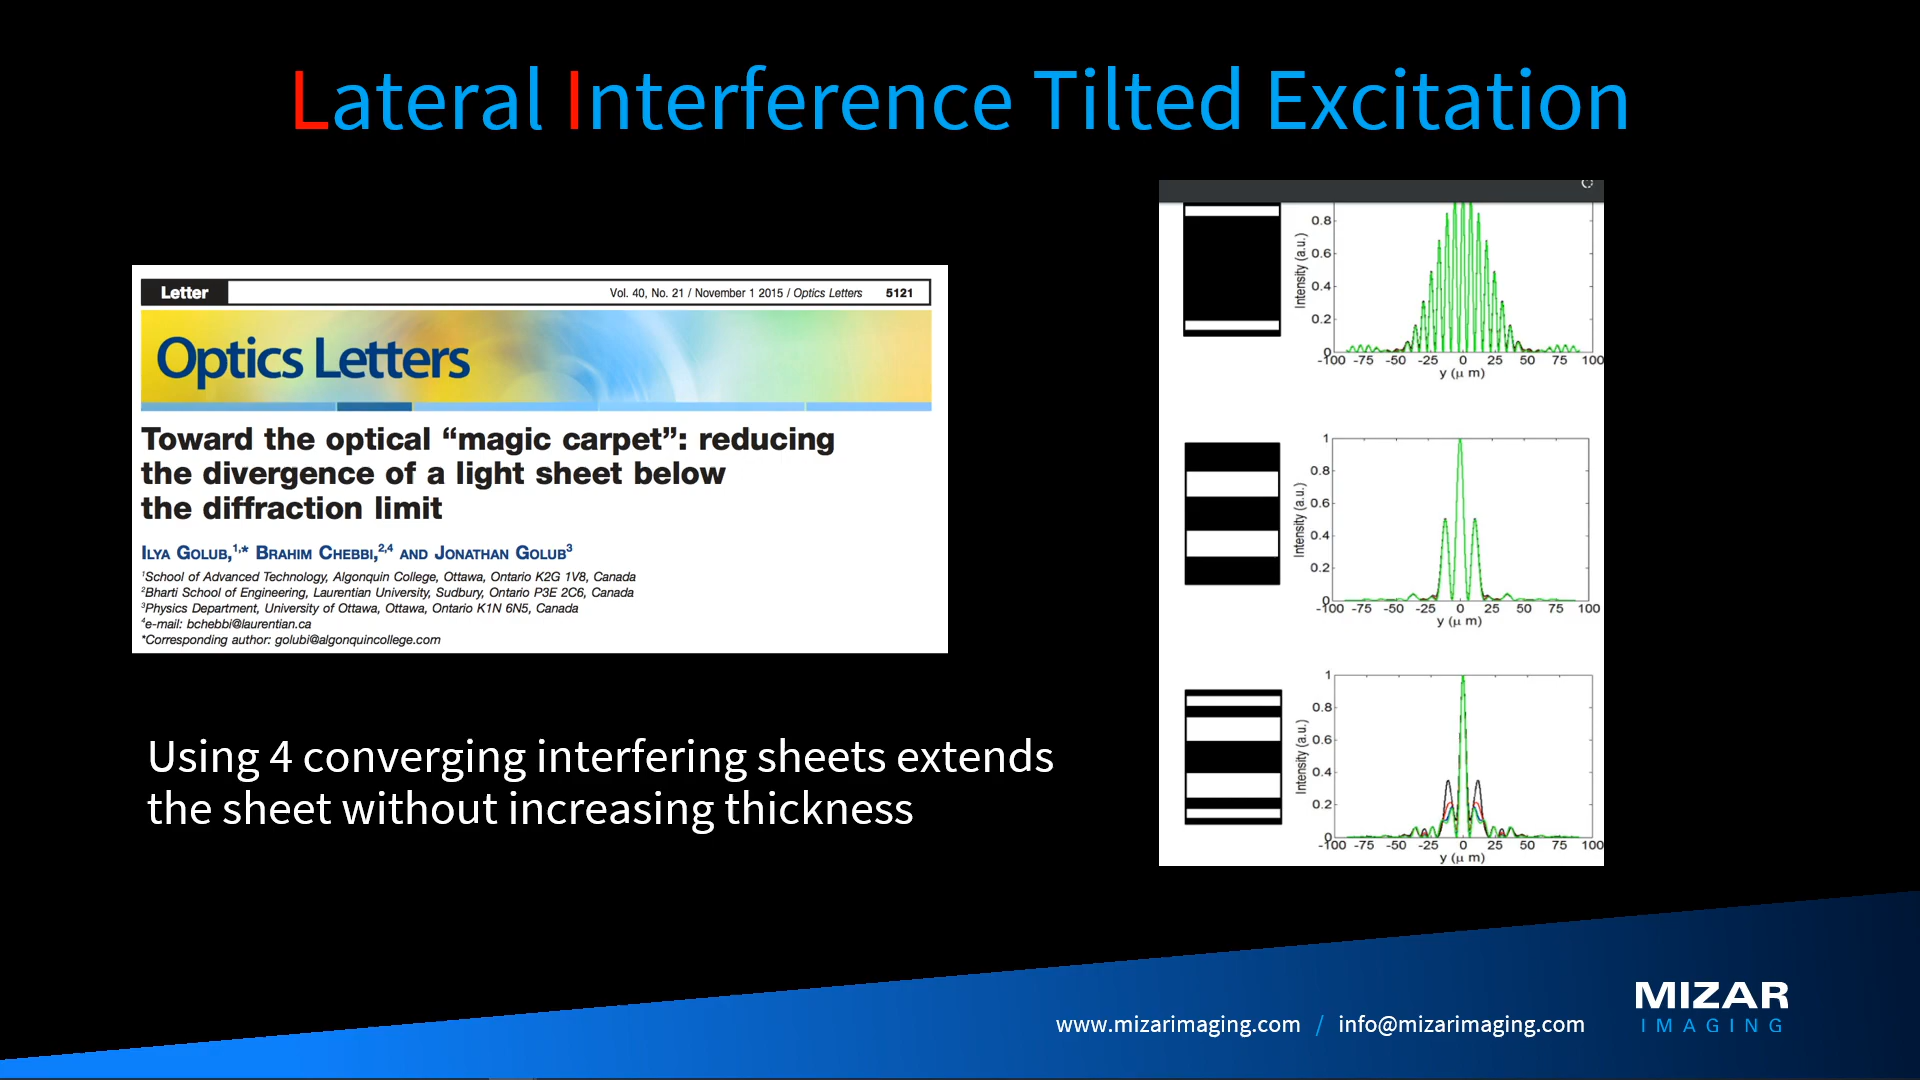 Lateral Interference Tilted Excitation
Letter
Vol. 40, No. 21 / November 1 2015 / Optics Letters 5121
Optics Letters
Toward the optical “magic carpet”: reducing
the divergence of a light sheet below
the diffraction limit
ILYA GOLUB,1,* BRAHIM CHEBBI,2,4 AND JONATHAN GOLUB3
1School of Advanced Technology, Algonquin College, Ottawa, Ontario K2G 1V8, Canada
2Bharti School of Engineering, Laurentian University, Sudbury, Ontario P3E 2C6, Canada
3Physics Department, University of Ottawa, Ottawa, Ontario K1N 6N5, Canada
4e-mail: bchebbi@laurentian.ca
*Corresponding author: golubi@algonquincollege.com
Using 4 converging interfering sheets extends
the sheet without increasing thickness
Intensity (a.u.)
0.8
0.6
0.4
0.2
0
-100 -75 -50 -25 0 25 50 75 100
y (μ m)
Intensity (a.u.)
1
0.8
0.6
0.4
0.2
0
-100 -75 -50 -25 0 25 50 75 100
y (μ m)
Intensity (a.u.)
1
0.8
0.6
0.4
0.2
0
-100 -75 -50 -25 0 25 50 75 100
y (μ m)
www.mizarimaging.com / info@mizarimaging.com
MIZAR
IMAGING